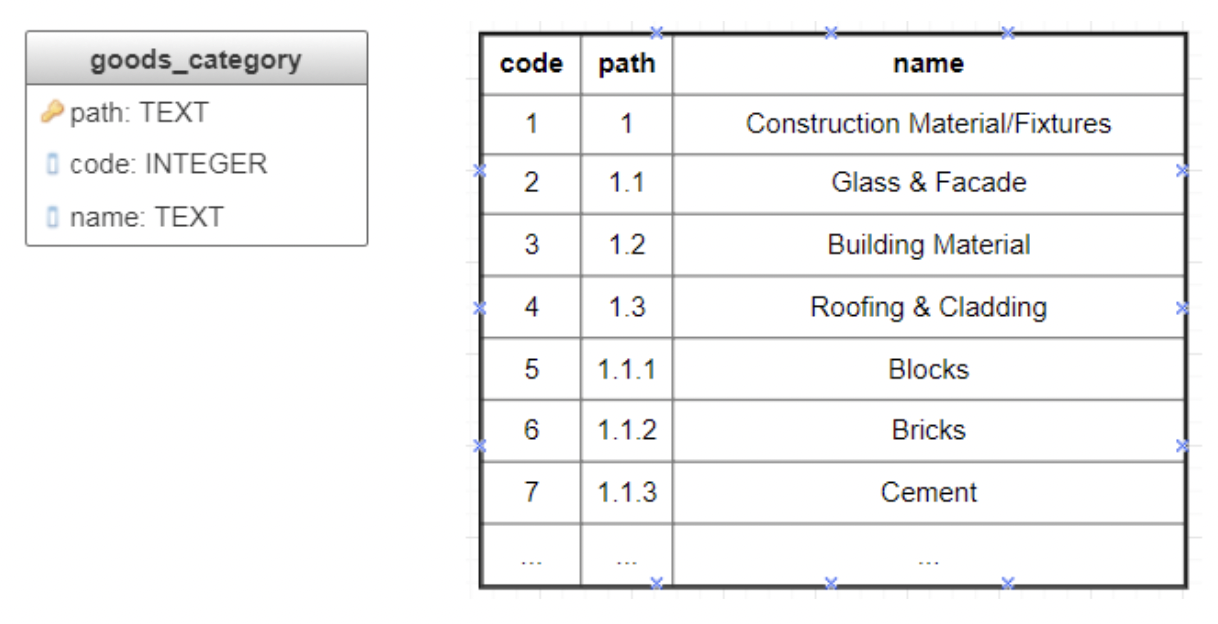 goods_category
path: TEXT
code: INTEGER
name: TEXT
code path name
1 1 Construction Material/Fixtures
2 1.1 Glass & Facade
3 1.2 Building Material
4 1.3 Roofing & Cladding
5 1.1.1 Blocks
6 1.1.2 Bricks
7 1.1.3 Cement
... ... ...